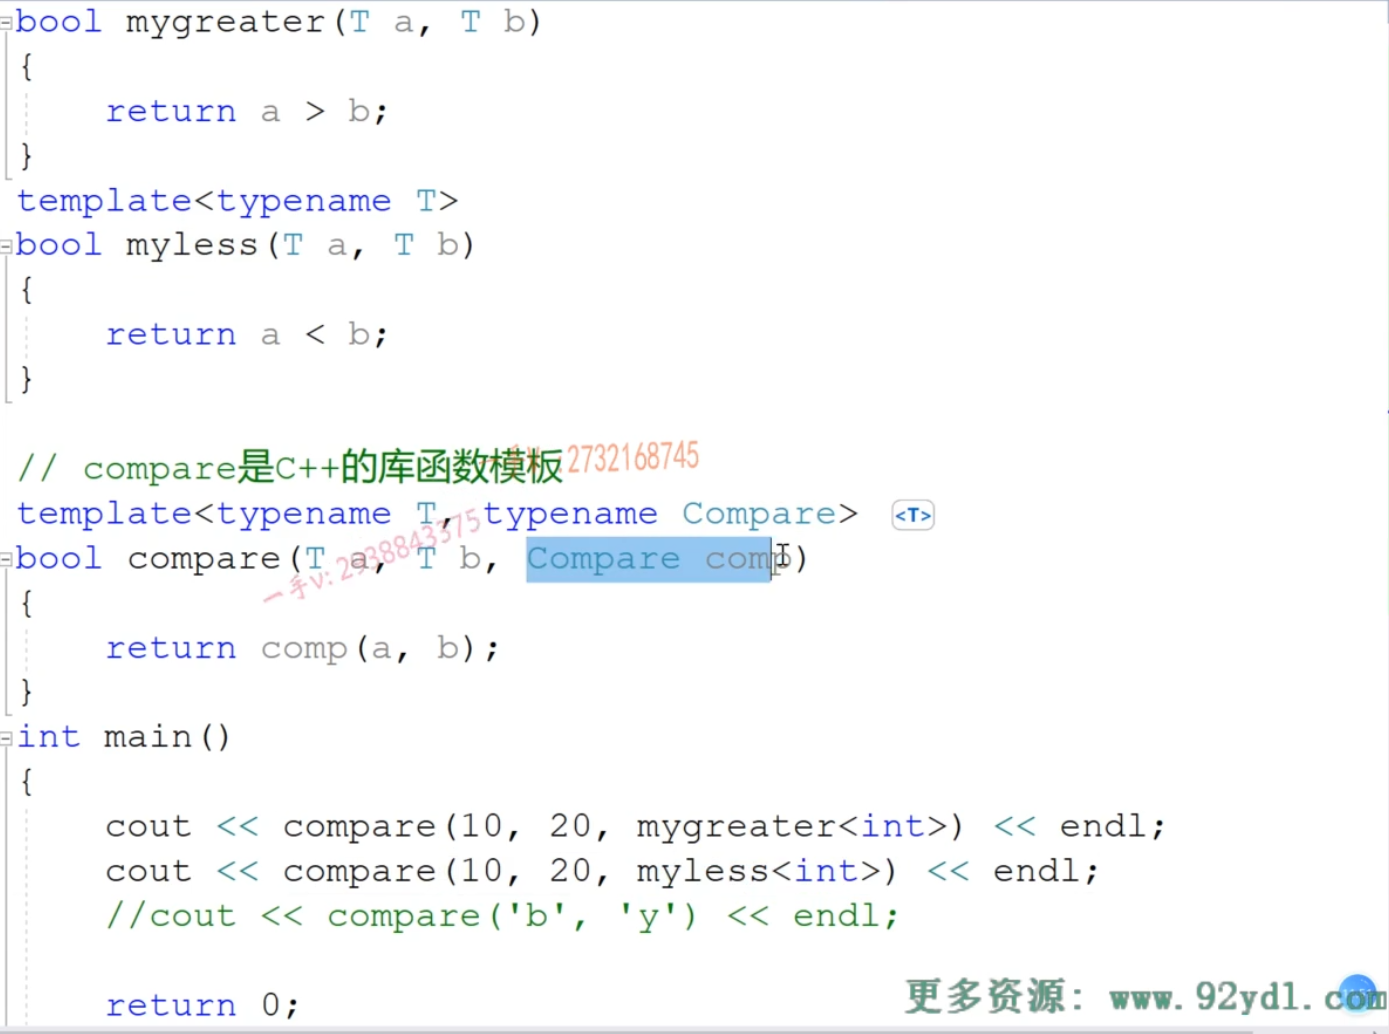 bool mygreater(T a, T b)
{
    return a > b;
}
template<typename T>
bool myless(T a, T b)
{
    return a < b;
}
// compare是C++的库函数模板
:2732168745
template<typename T, typename Compare> <T>
bool compare(T a, T b, Compare comp)
一手V: 2938843375
{
    return comp(a, b);
}
int main()
{
    cout << compare(10, 20, mygreater<int>) << endl;
    cout << compare(10, 20, myless<int>) << endl;
    //cout << compare('b', 'y') << endl;
    return 0;
更多资源: www.92ydl.com